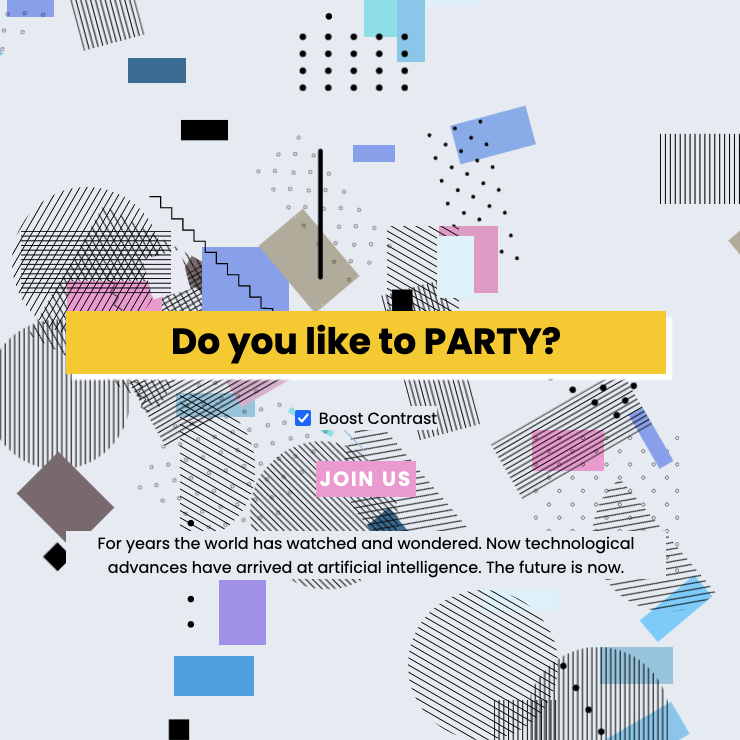 Do you like to PARTY?
Boost Contrast
JOIN US
For years the world has watched and wondered. Now technological
advances have arrived at artificial intelligence. The future is now.